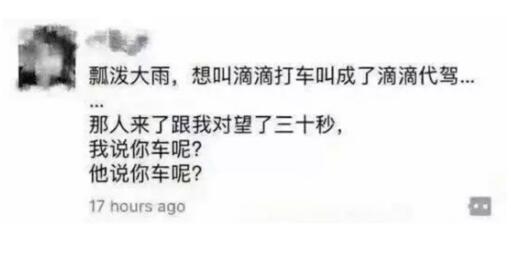 瓢泼大雨，想叫滴滴打车叫成了滴滴代驾...
...
那人来了跟我对望了三十秒，
我说你车呢？
他说你车呢？
17 hours ago